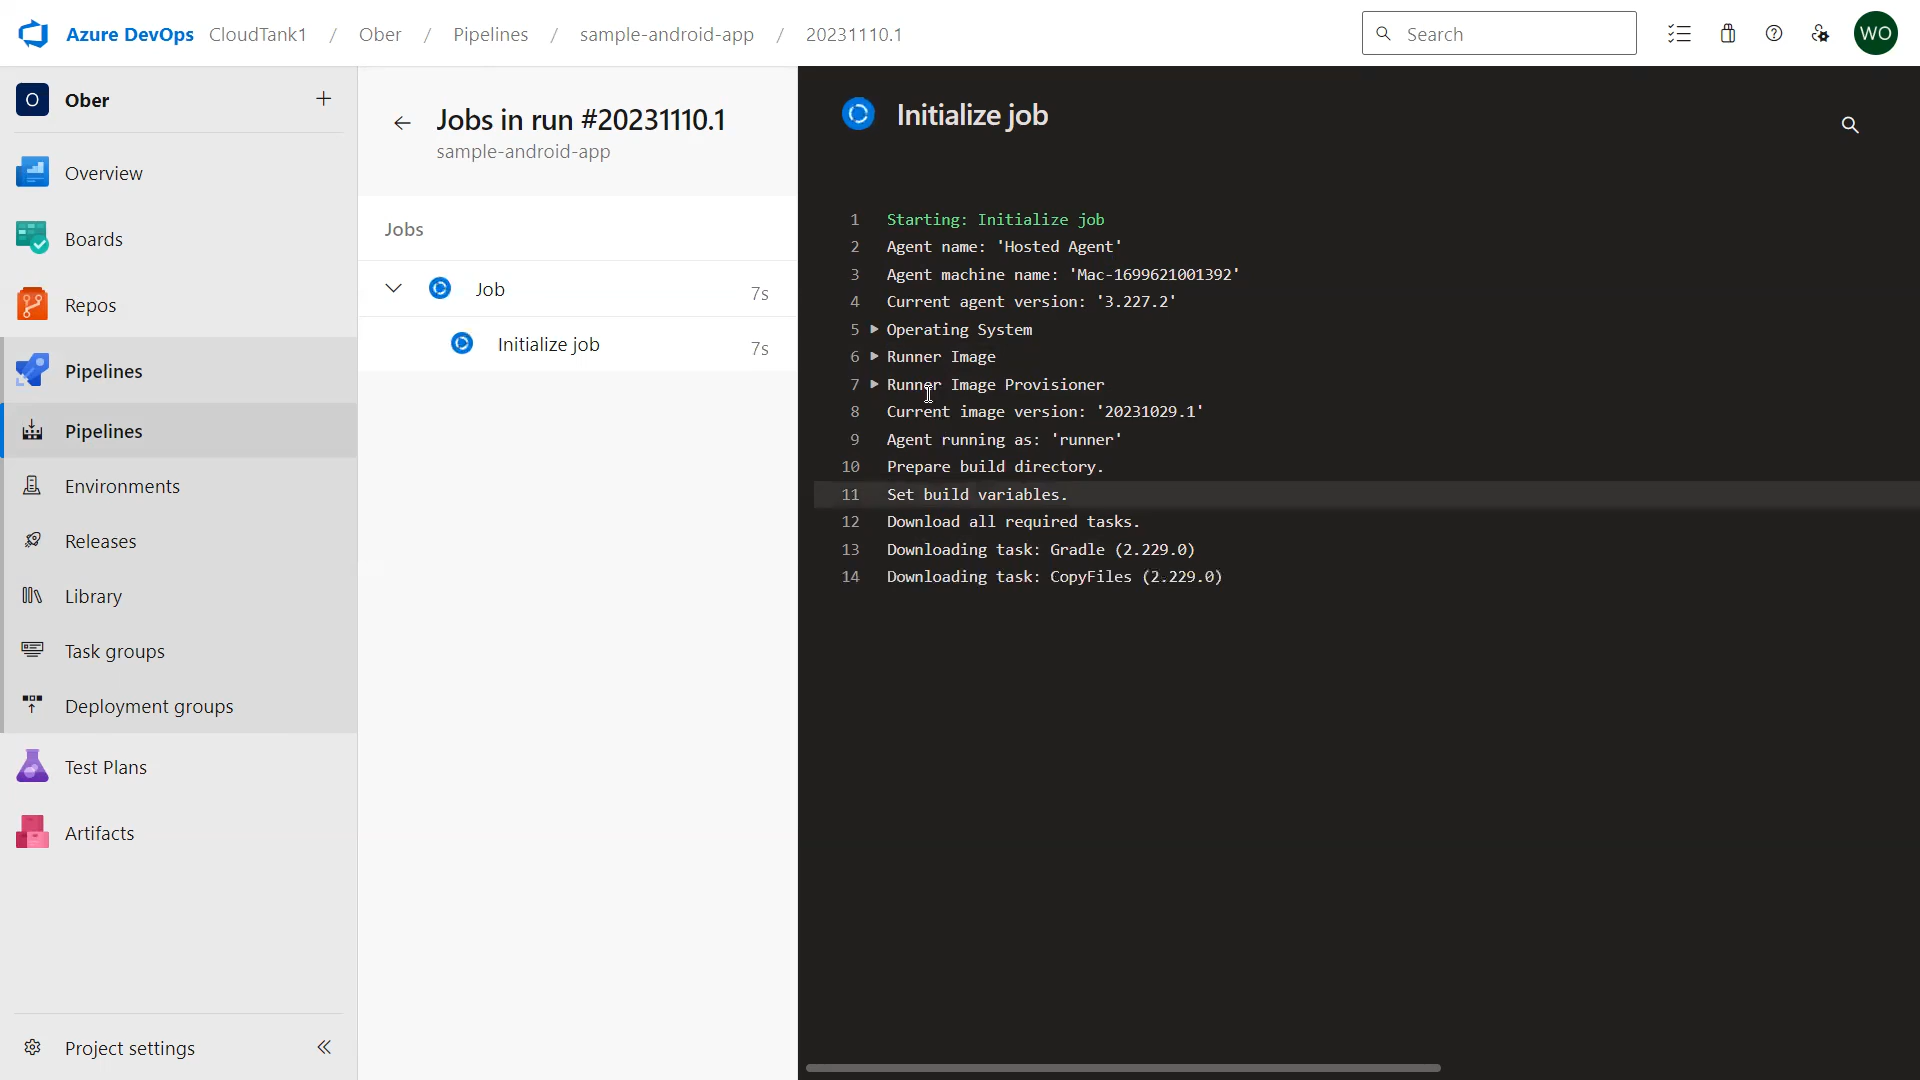 Azure DevOps CloudTank1 / Ober / Pipelines / sample-android-app / 20231110.1
Search
WO
O Ober
Overview
Boards
Repos
Pipelines
Pipelines
Environments
Releases
Library
Task groups
Deployment groups
Test Plans
Artifacts
Project settings
Jobs in run #20231110.1
sample-android-app
Jobs
Job 7s
Initialize job 7s
Initialize job
1 Starting: Initialize job
2 Agent name: 'Hosted Agent'
3 Agent machine name: 'Mac-1699621001392'
4 Current agent version: '3.227.2'
5 Operating System
6 Runner Image
7 Runner Image Provisioner
8 Current image version: '20231029.1'
9 Agent running as: 'runner'
10 Prepare build directory.
11 Set build variables.
12 Download all required tasks.
13 Downloading task: Gradle (2.229.0)
14 Downloading task: CopyFiles (2.229.0)